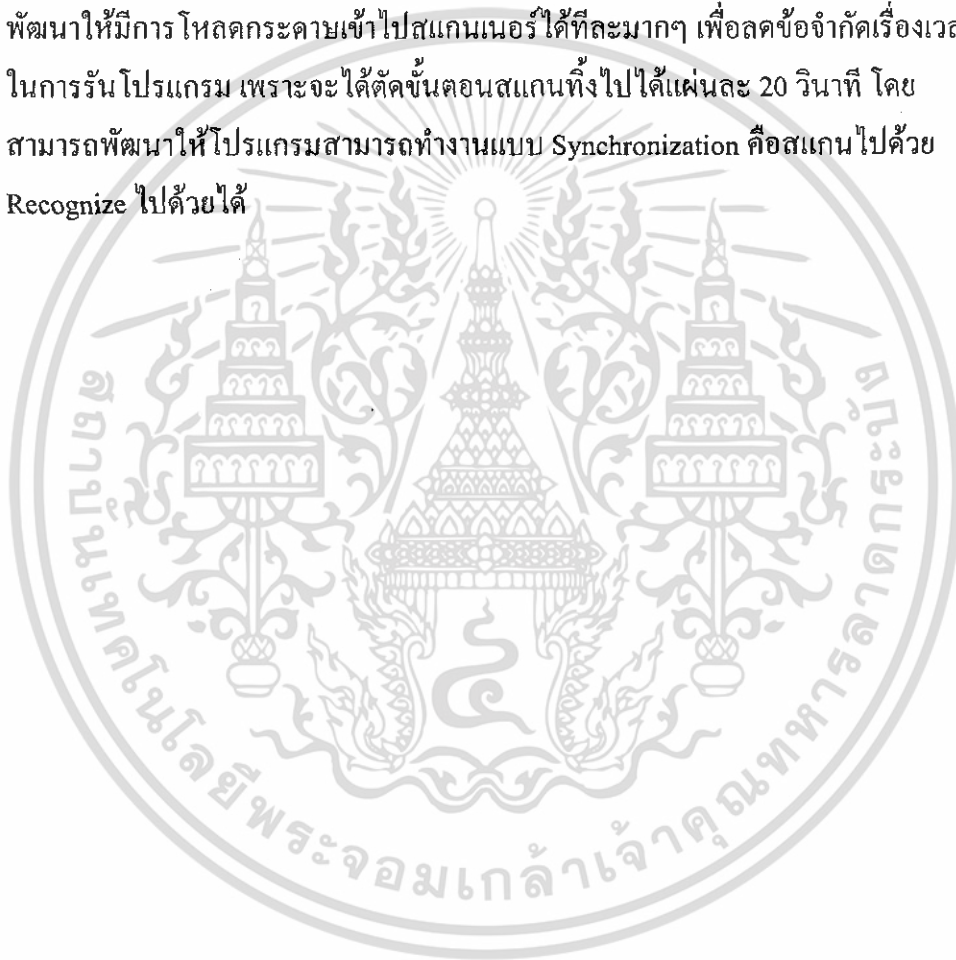 พัฒนาให้มีการโหลดกระดาษเข้าไปสแกนเนอร์ได้ทีละมากๆ เพื่อลดข้อจำกัดเรื่องเวล
ในการรันโปรแกรม เพราะจะได้ตัดขั้นตอนสแกนทิ้งไปได้แผ่นละ 20 วินาที โดย
สามารถพัฒนาให้โปรแกรมสามารถทำงานแบบ Synchronization คือสแกนไปด้วย
Recognize ไปด้วยได้
สถาบันเทคโนโลยีพระจอมเกล้าเจ้าคุณทหารลาดกระบัง